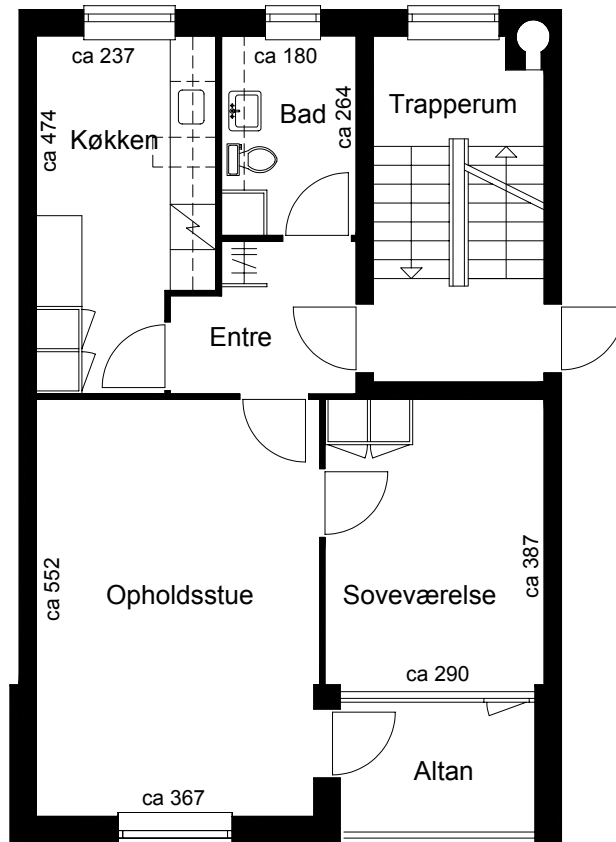 ca 237
ca 180
ca 474
Køkken
Bad
ca 264
Trapperum
Entre
ca 552
Opholdsstue
Soveværelse
ca 387
ca 290
ca 367
Altan